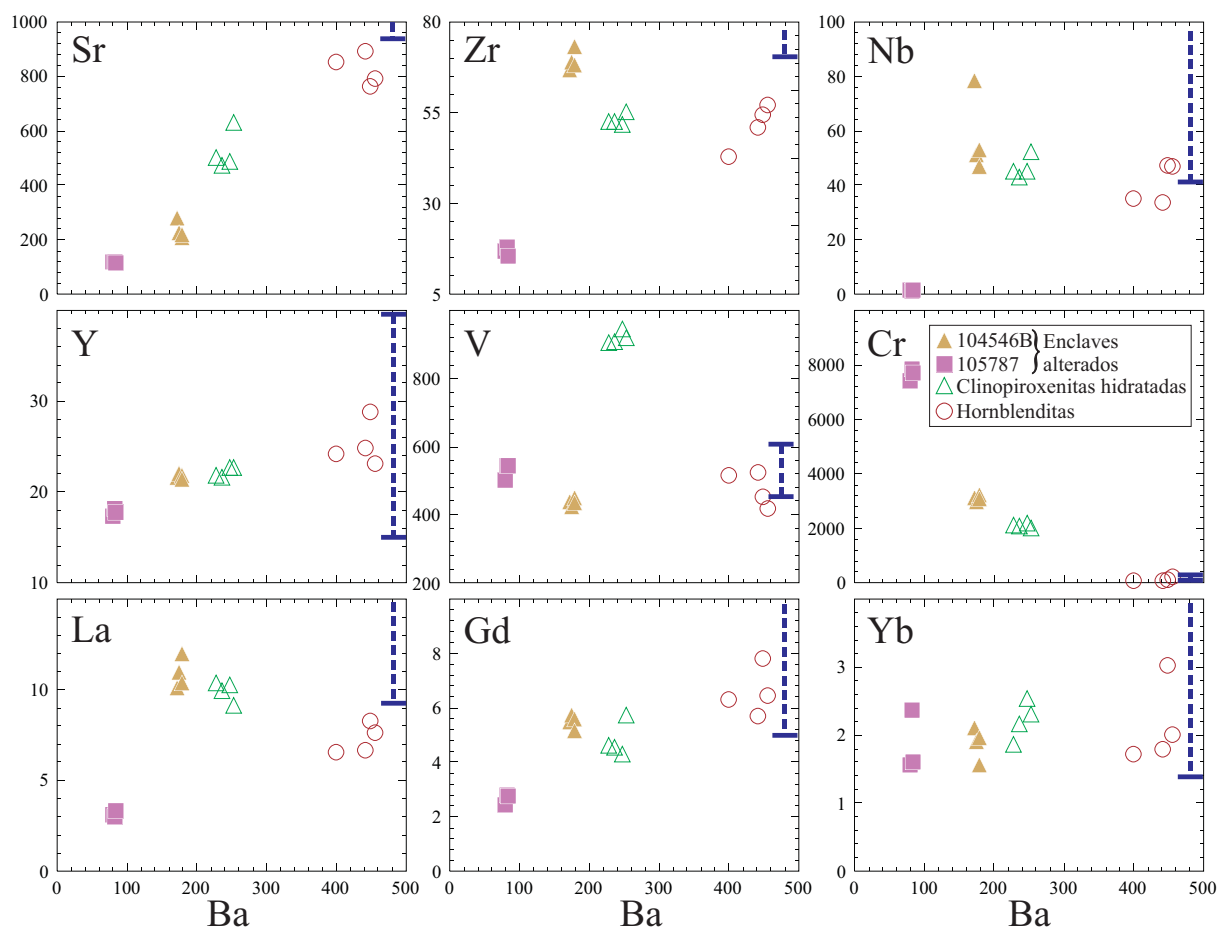 1000
800
600
400
200
0
Sr
80
55
30
5
Zr
80
60
40
20
0
Nb
30
20
10
Y
800
600
400
200
V
8000
6000
4000
2000
0
Cr
104546B } Enclaves
105787 alterados
Clinopiroxenitas hidratadas
Hornblenditas
10
5
0
La
0 100 200 300 400 500
Ba
8
6
4
2
0
Gd
0 100 200 300 400 500
Ba
3
2
1
0
Yb
0 100 200 300 400 500
Ba